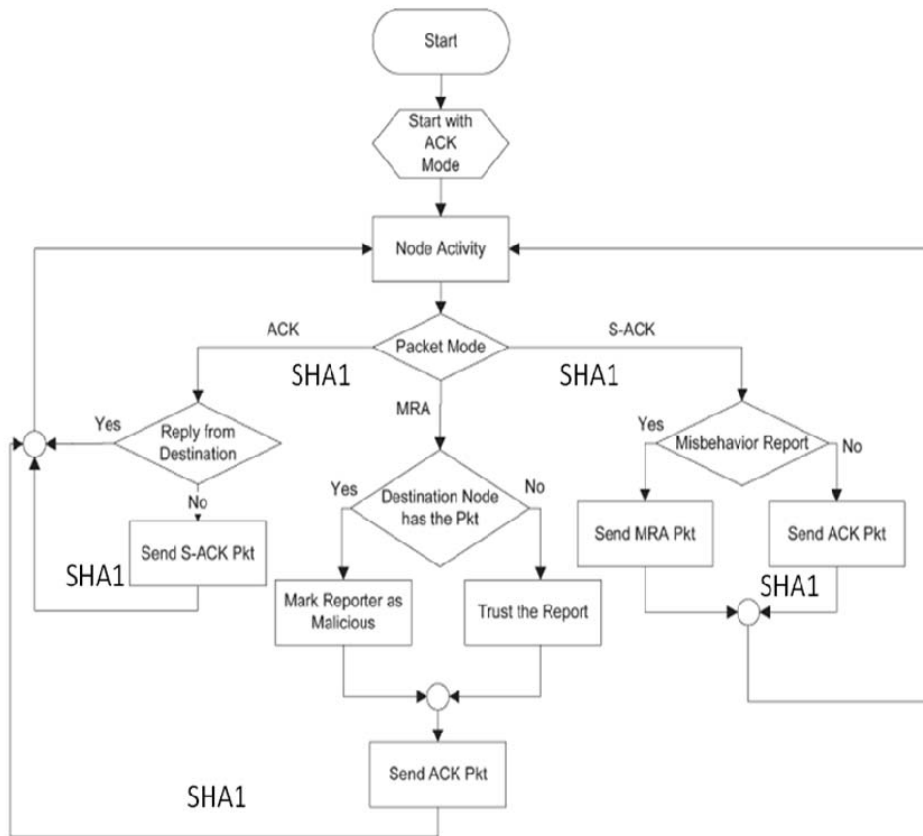 Start
Start with
ACK
Mode
Node Activity
ACK
S-ACK
Packet Mode
SHA1
SHA1
MRA
Yes
Reply from
Destination
Yes
Misbehavior Report
No
No
Yes
Destination Node
has the Pkt
No
Send S-ACK Pkt
Send MRA Pkt
Send ACK Pkt
SHA1
SHA1
Mark Reporter as
Malicious
Trust the Report
Send ACK Pkt
SHA1